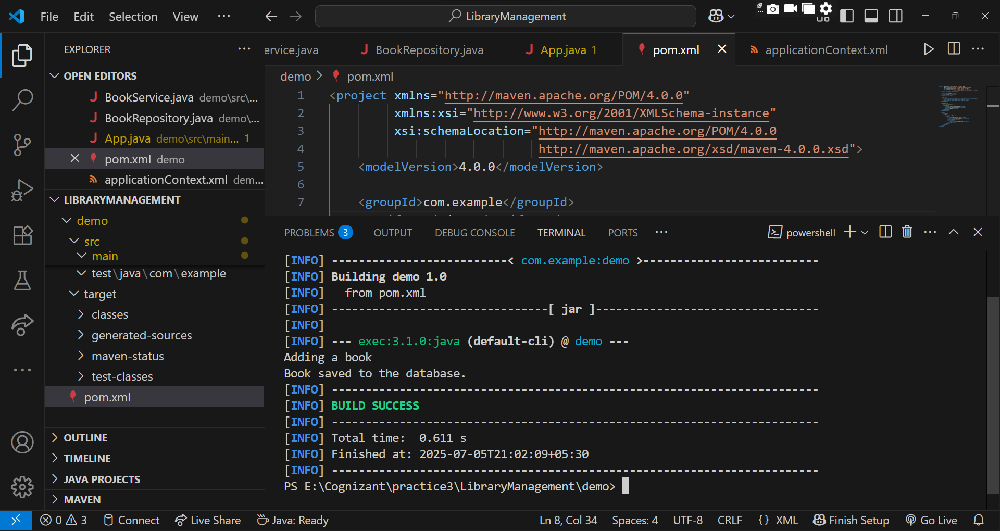 File Edit Selection View ···
LibraryManagement
EXPLORER ···
OPEN EDITORS
BookService.java demo\src\...
BookRepository.java demo\...
App.java demo\src\main... 1
pom.xml demo
applicationContext.xml dem...
LIBRARYMANAGEMENT
demo
src
main
test\java\com\example
target
classes
generated-sources
maven-status
test-classes
pom.xml
OUTLINE
TIMELINE
JAVA PROJECTS
MAVEN
ervice.java BookRepository.java App.java 1 pom.xml applicationContext.xml ···
demo > pom.xml
1 <project xmlns="http://maven.apache.org/POM/4.0.0"
2 xmlns:xsi="http://www.w3.org/2001/XMLSchema-instance"
3 xsi:schemaLocation="http://maven.apache.org/POM/4.0.0
4 http://maven.apache.org/xsd/maven-4.0.0.xsd">
5 <modelVersion>4.0.0</modelVersion>
6
7 <groupId>com.example</groupId>
PROBLEMS 3 OUTPUT DEBUG CONSOLE TERMINAL PORTS ··· powershell
[INFO] --------------------------< com.example:demo >--------------------------
[INFO] Building demo 1.0
[INFO]   from pom.xml
[INFO] --------------------------------[ jar ]---------------------------------
[INFO]
[INFO] --- exec:3.1.0:java (default-cli) @ demo ---
Adding a book
Book saved to the database.
[INFO] ------------------------------------------------------------------------
[INFO] BUILD SUCCESS
[INFO] ------------------------------------------------------------------------
[INFO] Total time:  0.611 s
[INFO] Finished at: 2025-07-05T21:02:09+05:30
[INFO] ------------------------------------------------------------------------
PS E:\Cognizant\practice3\LibraryManagement\demo>
0 3 Connect Live Share Java: Ready Ln 8, Col 34 Spaces: 4 UTF-8 CRLF {} XML Finish Setup Go Live